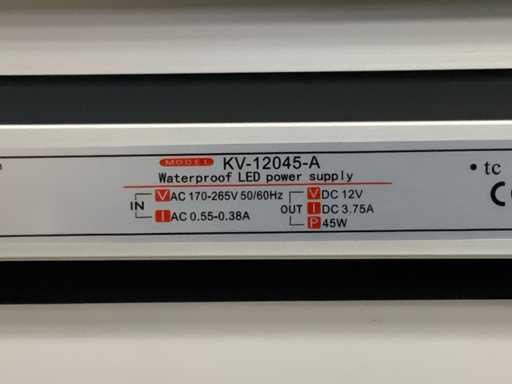 MODEL KV-12045-A
Waterproof LED power supply
IN V AC 170-265V 50/60Hz
I AC 0.55-0.38A
OUT V DC 12V
I DC 3.75A
P 45W
• tc